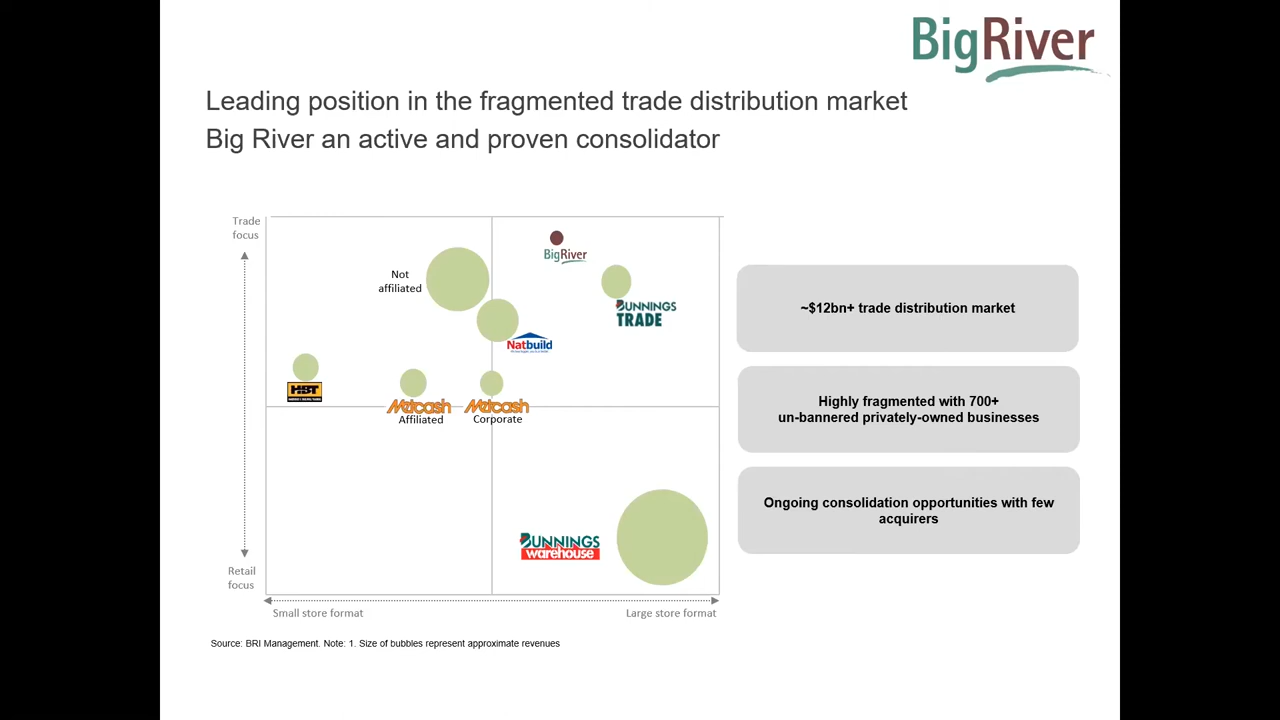 BigRiver
Leading position in the fragmented trade distribution market
Big River an active and proven consolidator
Trade
focus
BigRiver
Not
affiliated
BUNNINGS
TRADE
Natbuild
HBT
Metcash
Affiliated
Metcash
Corporate
BUNNINGS
warehouse
Retail
focus
Small store format
Large store format
~$12bn+ trade distribution market
Highly fragmented with 700+
un-bannered privately-owned businesses
Ongoing consolidation opportunities with few
acquirers
Source: BRI Management. Note: 1. Size of bubbles represent approximate revenues